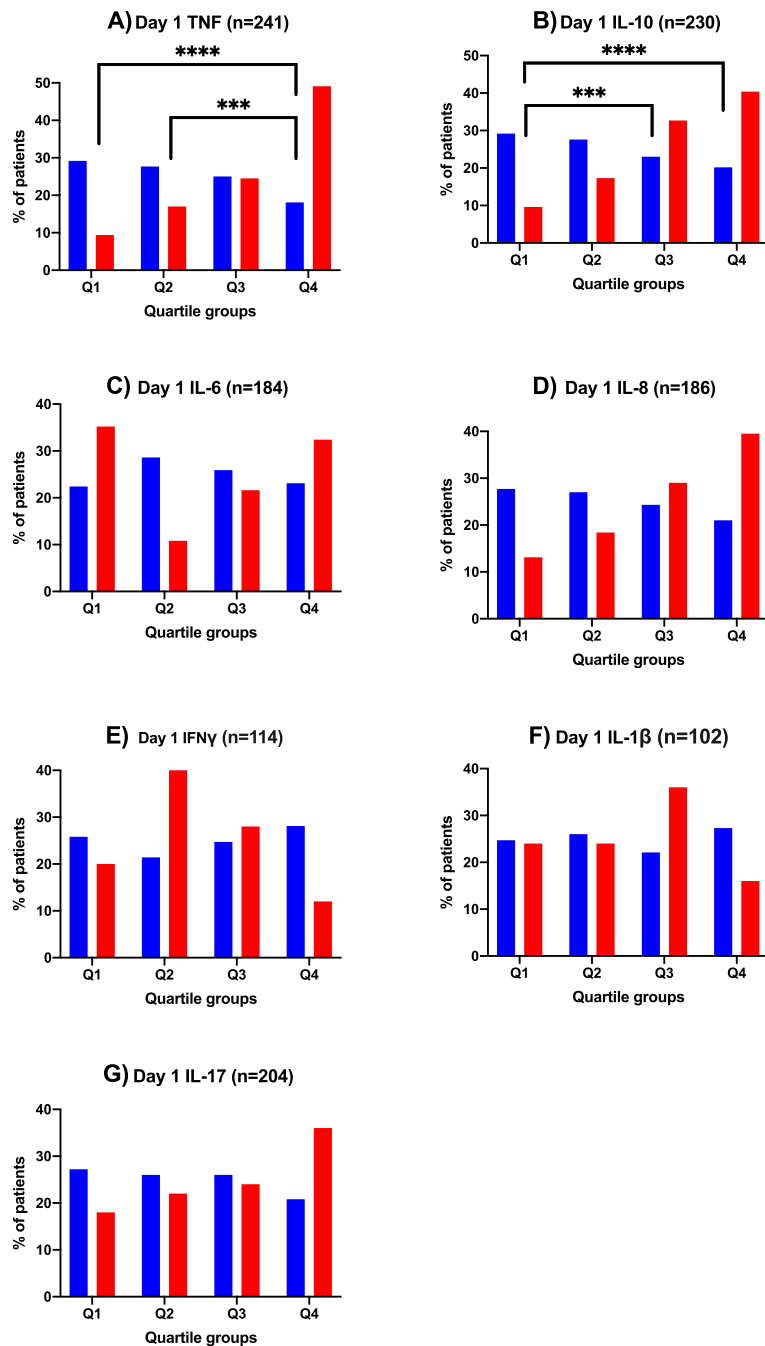 A) Day 1 TNF (n=241)
****
***
% of patients
50
40
30
20
10
0
Q1 Q2 Q3 Q4
Quartile groups
B) Day 1 IL-10 (n=230)
****
***
% of patients
50
40
30
20
10
0
Q1 Q2 Q3 Q4
Quartile groups
C) Day 1 IL-6 (n=184)
% of patients
40
30
20
10
0
Q1 Q2 Q3 Q4
Quartile groups
D) Day 1 IL-8 (n=186)
% of patients
40
30
20
10
0
Q1 Q2 Q3 Q4
Quartile groups
E) Day 1 IFNγ (n=114)
% of patients
40
30
20
10
0
Q1 Q2 Q3 Q4
Quartile groups
F) Day 1 IL-1β (n=102)
% of patients
40
30
20
10
0
Q1 Q2 Q3 Q4
Quartile groups
G) Day 1 IL-17 (n=204)
% of patients
40
30
20
10
0
Q1 Q2 Q3 Q4
Quartile groups